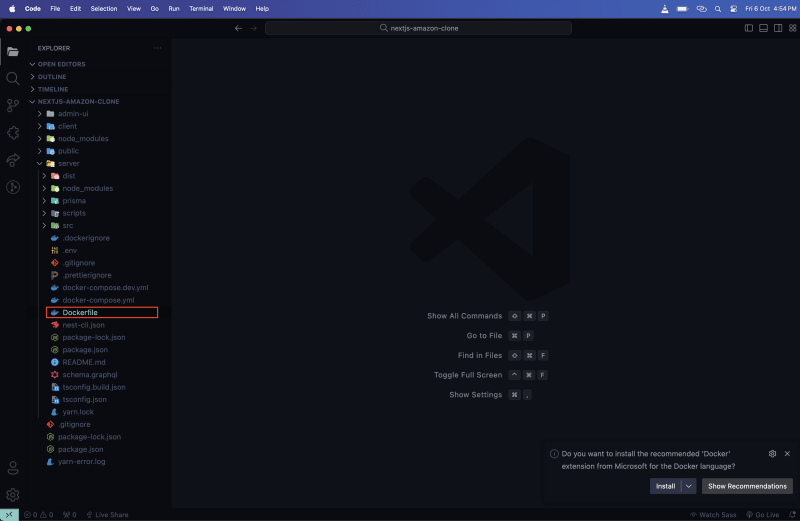 Code File Edit Selection View Go Run Terminal Window Help
Fri 6 Oct 4:54 PM
nextjs-amazon-clone
EXPLORER
OPEN EDITORS
OUTLINE
TIMELINE
NEXTJS-AMAZON-CLONE
admin-ui
client
node_modules
public
server
dist
node_modules
prisma
scripts
src
.dockerignore
.env
.gitignore
.prettierignore
docker-compose.dev.yml
docker-compose.yml
Dockerfile
nest-cli.json
package-lock.json
package.json
README.md
schema.graphql
tsconfig.build.json
tsconfig.json
yarn.lock
.gitignore
package-lock.json
package.json
yarn-error.log
Show All Commands ⇧ ⌘ P
Go to File ⌘ P
Find in Files ⇧ ⌘ F
Toggle Full Screen ^ ⌘ F
Show Settings ⌘ ,
Do you want to install the recommended 'Docker'
extension from Microsoft for the Docker language?
Install Show Recommendations
0 0 0 Live Share Watch Sass Go Live